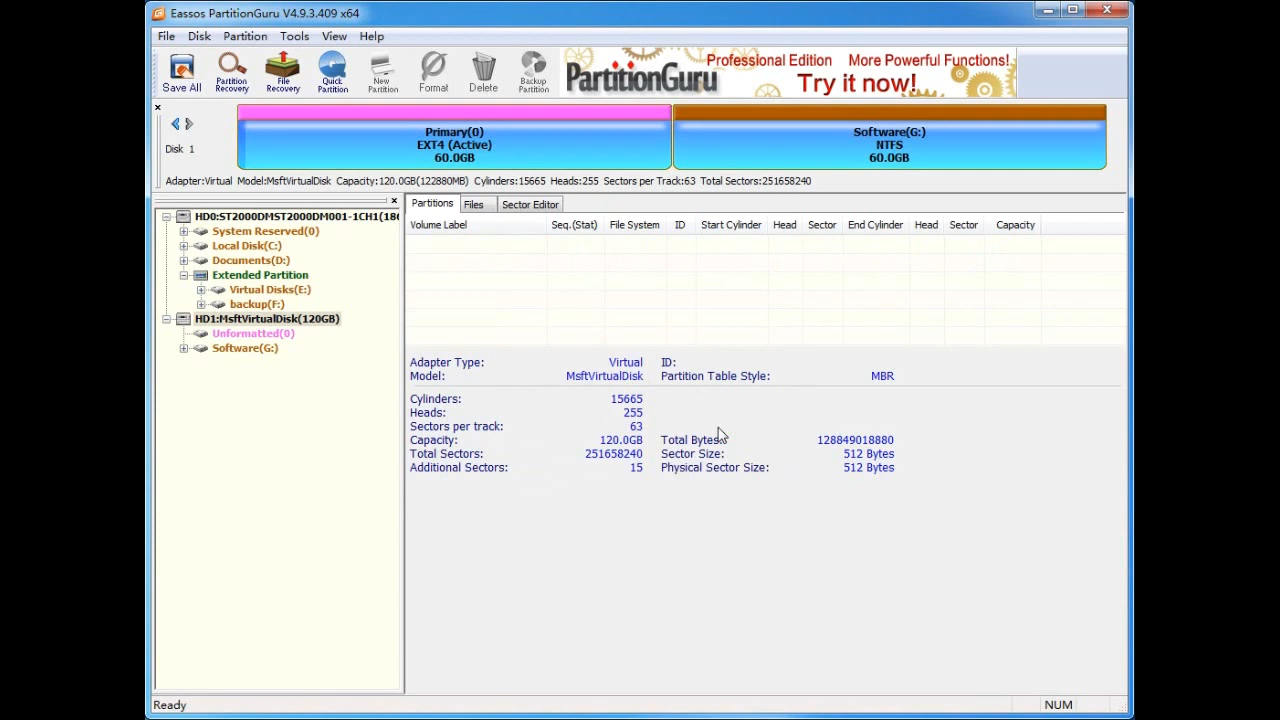 Eassos PartitionGuru V4.9.3.409 x64
File Disk Partition Tools View Help
Save All
Partition Recovery
File Recovery
Quick Partition
New Partition
Format
Delete
Backup Partition
PartitionGuru
Professional Edition More Powerful Functions!
Try it now!
Disk 1
Primary(0)
EXT4 (Active)
60.0GB
Software(G:)
NTFS
60.0GB
Adapter:Virtual Model:MsftVirtualDisk Capacity:120.0GB(122880MB) Cylinders:15665 Heads:255 Sectors per Track:63 Total Sectors:251658240
HD0:ST2000DMST2000DM001-1CH1(186
System Reserved(0)
Local Disk(C:)
Documents(D:)
Extended Partition
Virtual Disks(E:)
backup(F:)
HD1:MsftVirtualDisk(120GB)
Unformatted(0)
Software(G:)
Partitions Files Sector Editor
Volume Label Seq.(Stat) File System ID Start Cylinder Head Sector End Cylinder Head Sector Capacity
Adapter Type: Virtual ID:
Model: MsftVirtualDisk Partition Table Style: MBR
Cylinders: 15665
Heads: 255
Sectors per track: 63
Capacity: 120.0GB Total Bytes: 128849018880
Total Sectors: 251658240 Sector Size: 512 Bytes
Additional Sectors: 15 Physical Sector Size: 512 Bytes
Ready NUM